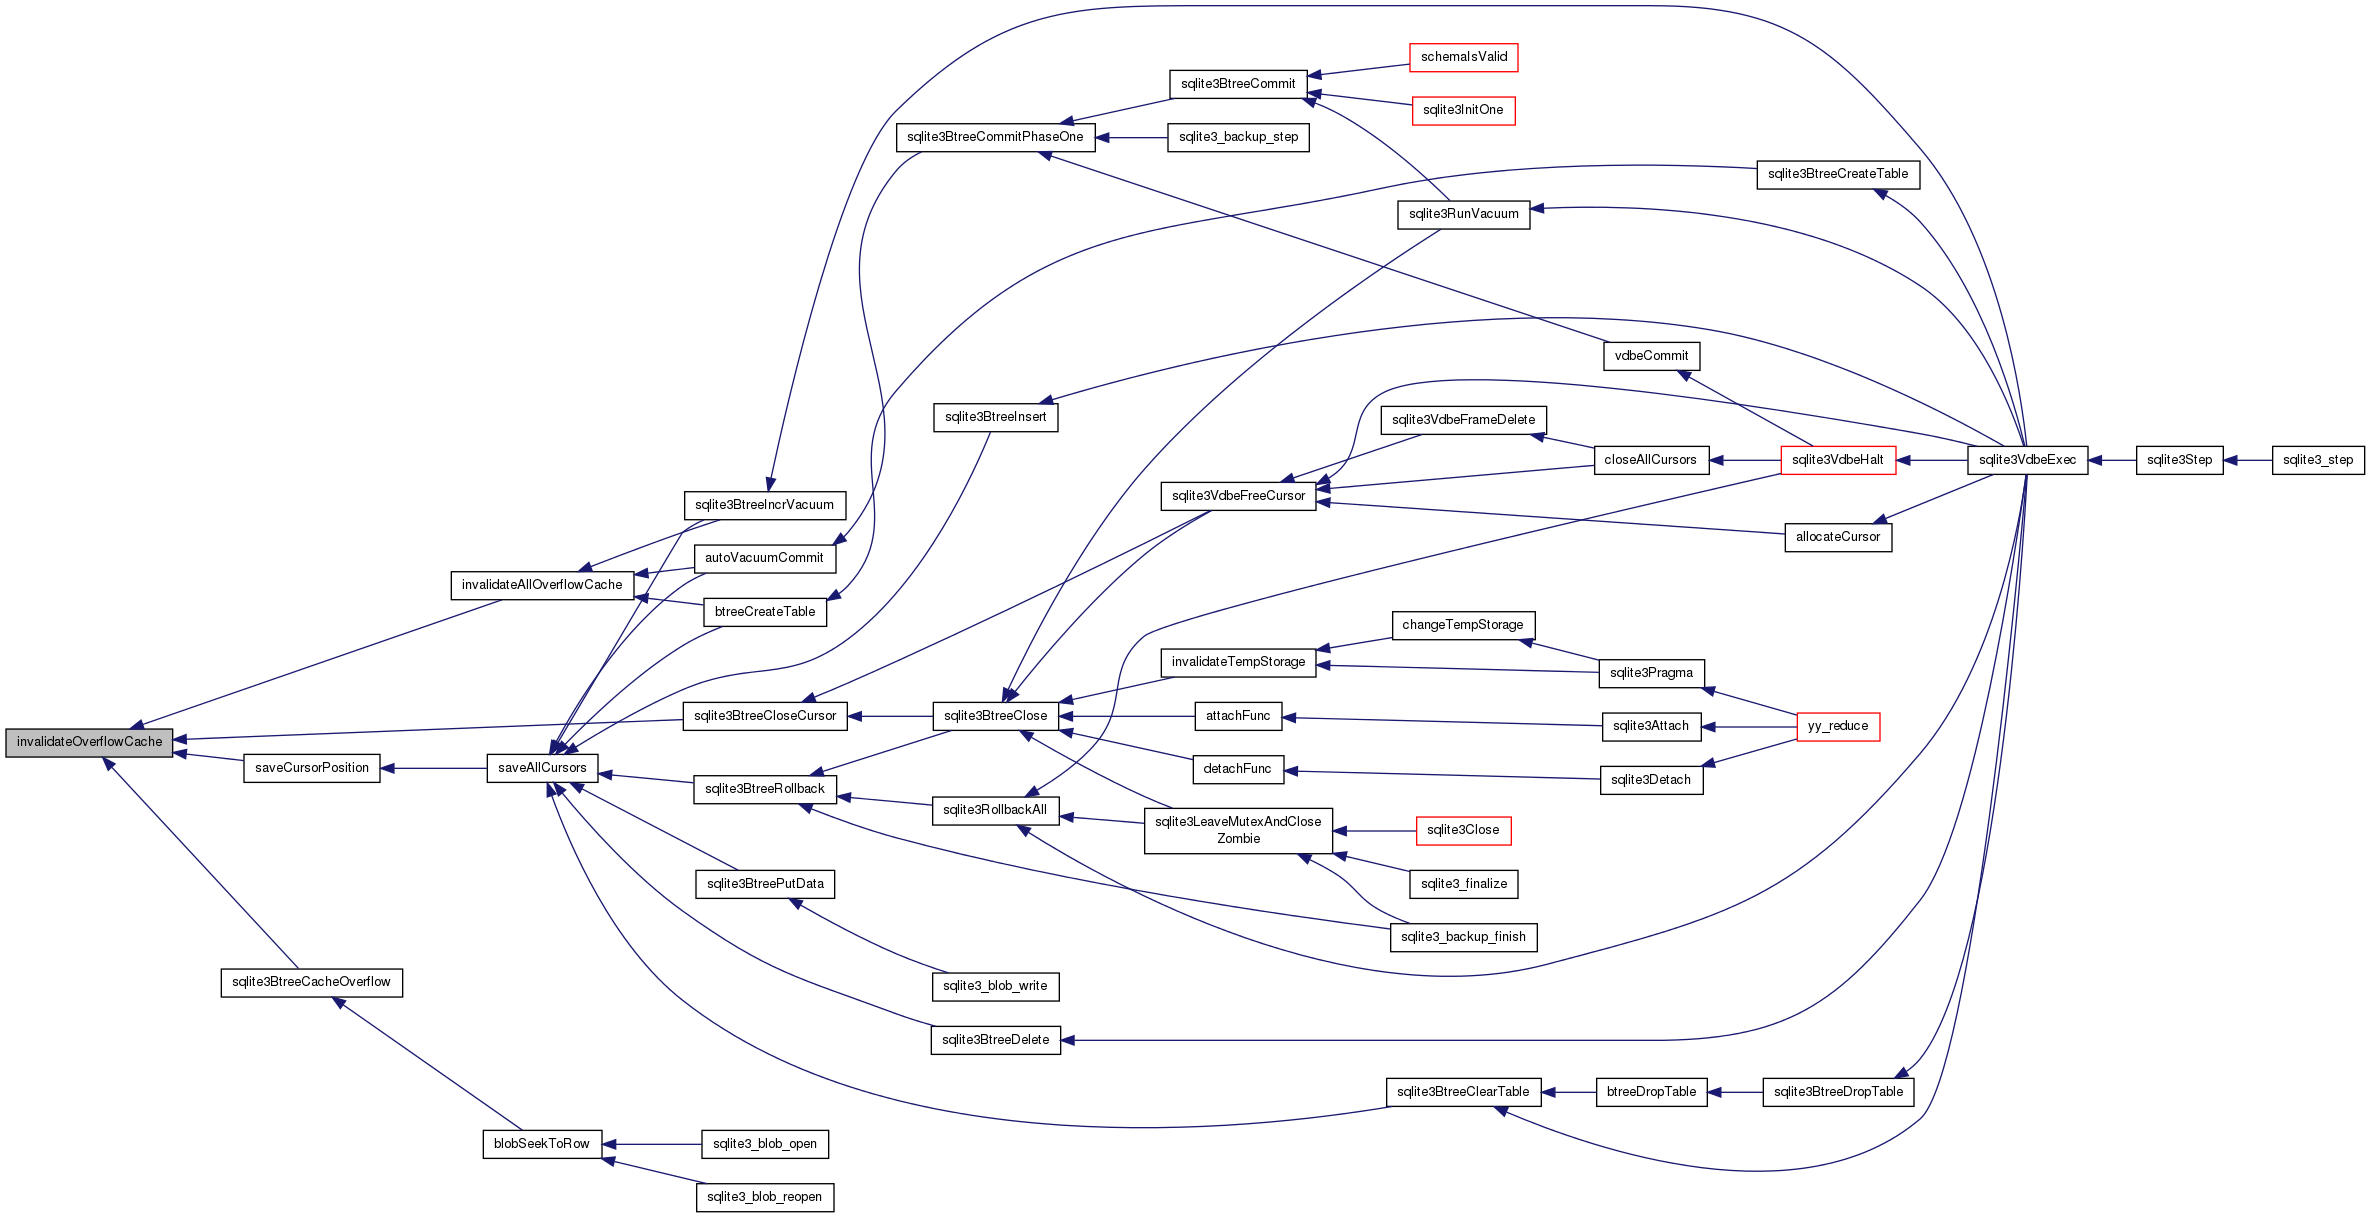 schemaIsValid
sqlite3BtreeCommit
sqlite3InitOne
sqlite3BtreeCommitPhaseOne
sqlite3_backup_step
sqlite3BtreeCreateTable
sqlite3RunVacuum
vdbeCommit
sqlite3BtreeInsert
sqlite3VdbeFrameDelete
closeAllCursors
sqlite3VdbeHalt
sqlite3VdbeExec
sqlite3Step
sqlite3_step
sqlite3VdbeFreeCursor
sqlite3BtreeIncrVacuum
allocateCursor
autoVacuumCommit
invalidateAllOverflowCache
btreeCreateTable
changeTempStorage
invalidateTempStorage
sqlite3Pragma
sqlite3BtreeCloseCursor
sqlite3BtreeClose
attachFunc
sqlite3Attach
yy_reduce
invalidateOverflowCache
saveCursorPosition
saveAllCursors
detachFunc
sqlite3Detach
sqlite3BtreeRollback
sqlite3RollbackAll
sqlite3LeaveMutexAndClose
Zombie
sqlite3Close
sqlite3BtreePutData
sqlite3_finalize
sqlite3_backup_finish
sqlite3BtreeCacheOverflow
sqlite3_blob_write
sqlite3BtreeDelete
sqlite3BtreeClearTable
btreeDropTable
sqlite3BtreeDropTable
blobSeekToRow
sqlite3_blob_open
sqlite3_blob_reopen